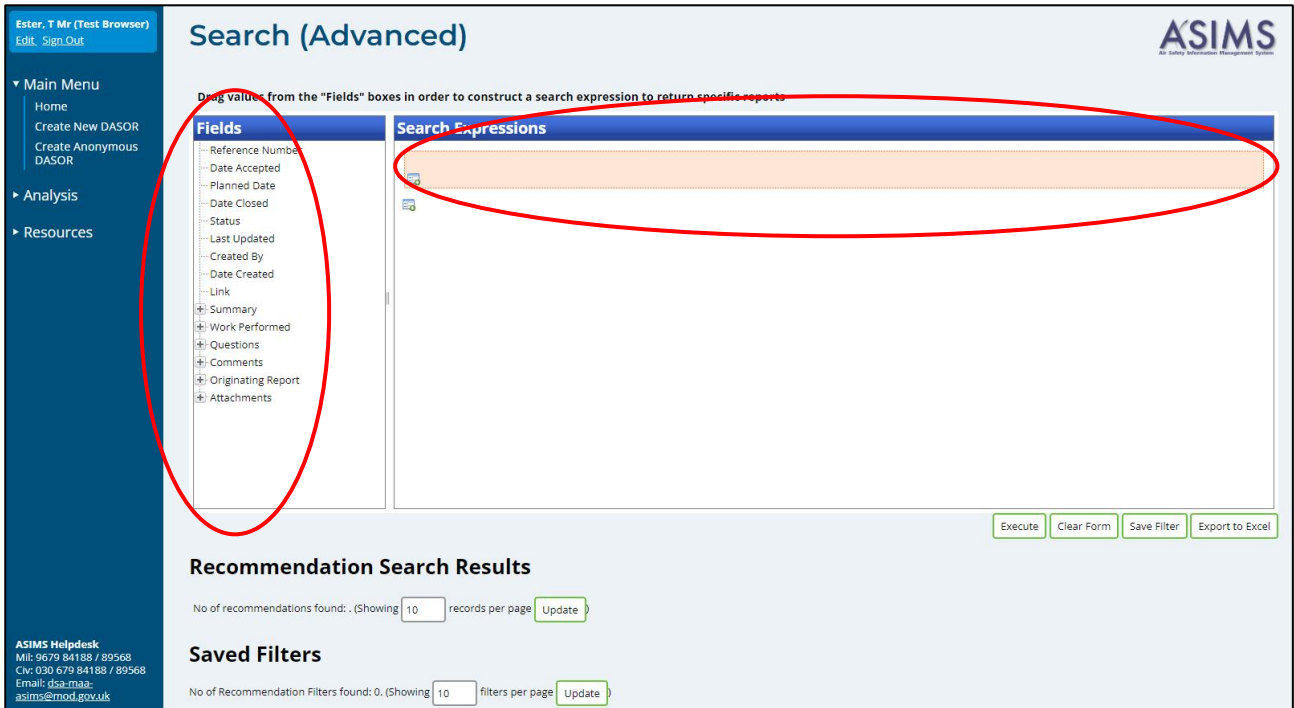 Ester, T Mr (Test Browser)
Edit Sign Out
Main Menu
Home
Create New DASOR
Create Anonymous
DASOR
Analysis
Resources
ASIMS Helpdesk
Mil: 9679 84188 / 89568
Civ: 030 679 84188 / 89568
Email: dsa-maa-
asims@mod.gov.uk
Search (Advanced)
ASIMS
Air Safety Information Management System
Drag values from the "Fields" boxes in order to construct a search expression to return specific reports
Fields
Reference Number
Date Accepted
Planned Date
Date Closed
Status
Last Updated
Created By
Date Created
Link
Summary
Work Performed
Questions
Comments
Originating Report
Attachments
Search Expressions
Execute Clear Form Save Filter Export to Excel
Recommendation Search Results
No of recommendations found: . (Showing 10 records per page Update )
Saved Filters
No of Recommendation Filters found: 0. (Showing 10 filters per page Update )